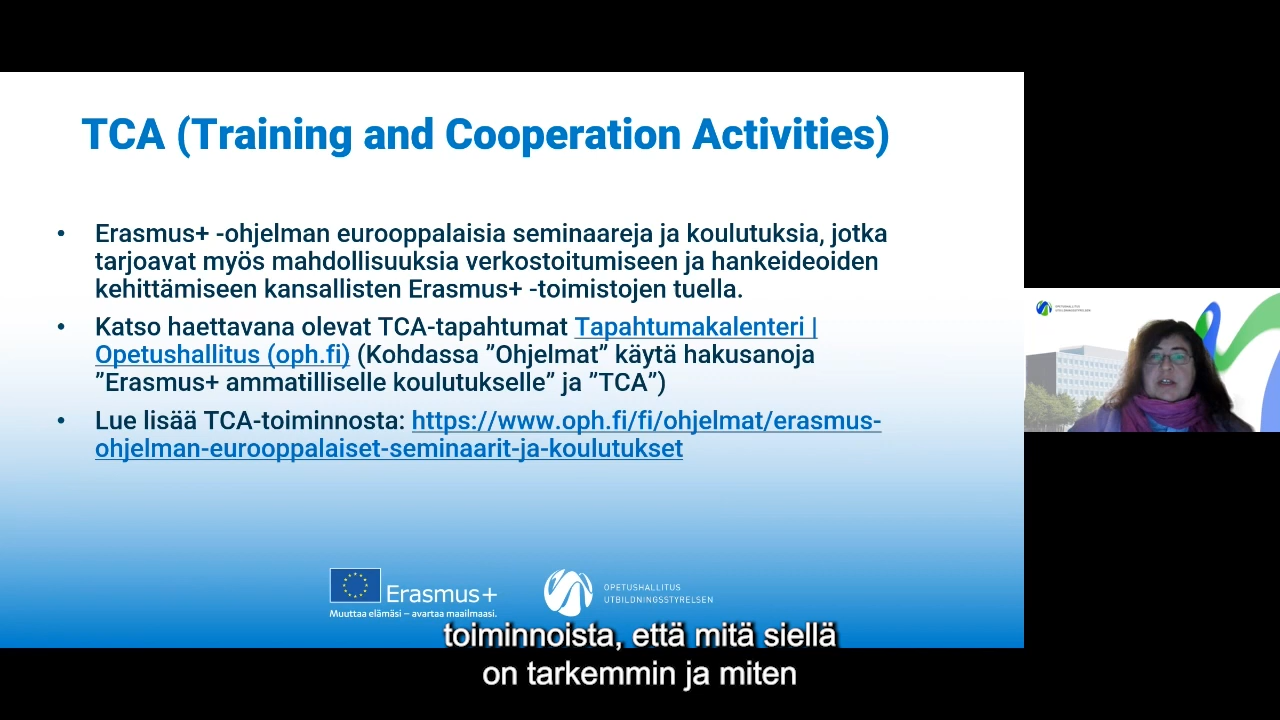 TCA (Training and Cooperation Activities)
• Erasmus+ -ohjelman eurooppalaisia seminaareja ja koulutuksia, jotka
tarjoavat myös mahdollisuuksia verkostoitumiseen ja hankeideoiden
kehittämiseen kansallisten Erasmus+ -toimistojen tuella.
• Katso haettavana olevat TCA-tapahtumat Tapahtumakalenteri |
Opetushallitus (oph.fi) (Kohdassa ”Ohjelmat” käytä hakusanoja
”Erasmus+ ammatilliselle koulutukselle” ja ”TCA”)
• Lue lisää TCA-toiminnosta: https://www.oph.fi/fi/ohjelmat/erasmus-
ohjelman-eurooppalaiset-seminaarit-ja-koulutukset
OPETUSHALLITUS
UTBILDNINGSSTYRELSEN
Erasmus+
Muuttaa elämäsi – avartaa maailmaasi.
OPETUSHALLITUS
UTBILDNINGSSTYRELSEN
toiminnoista, että mitä siellä
on tarkemmin ja miten